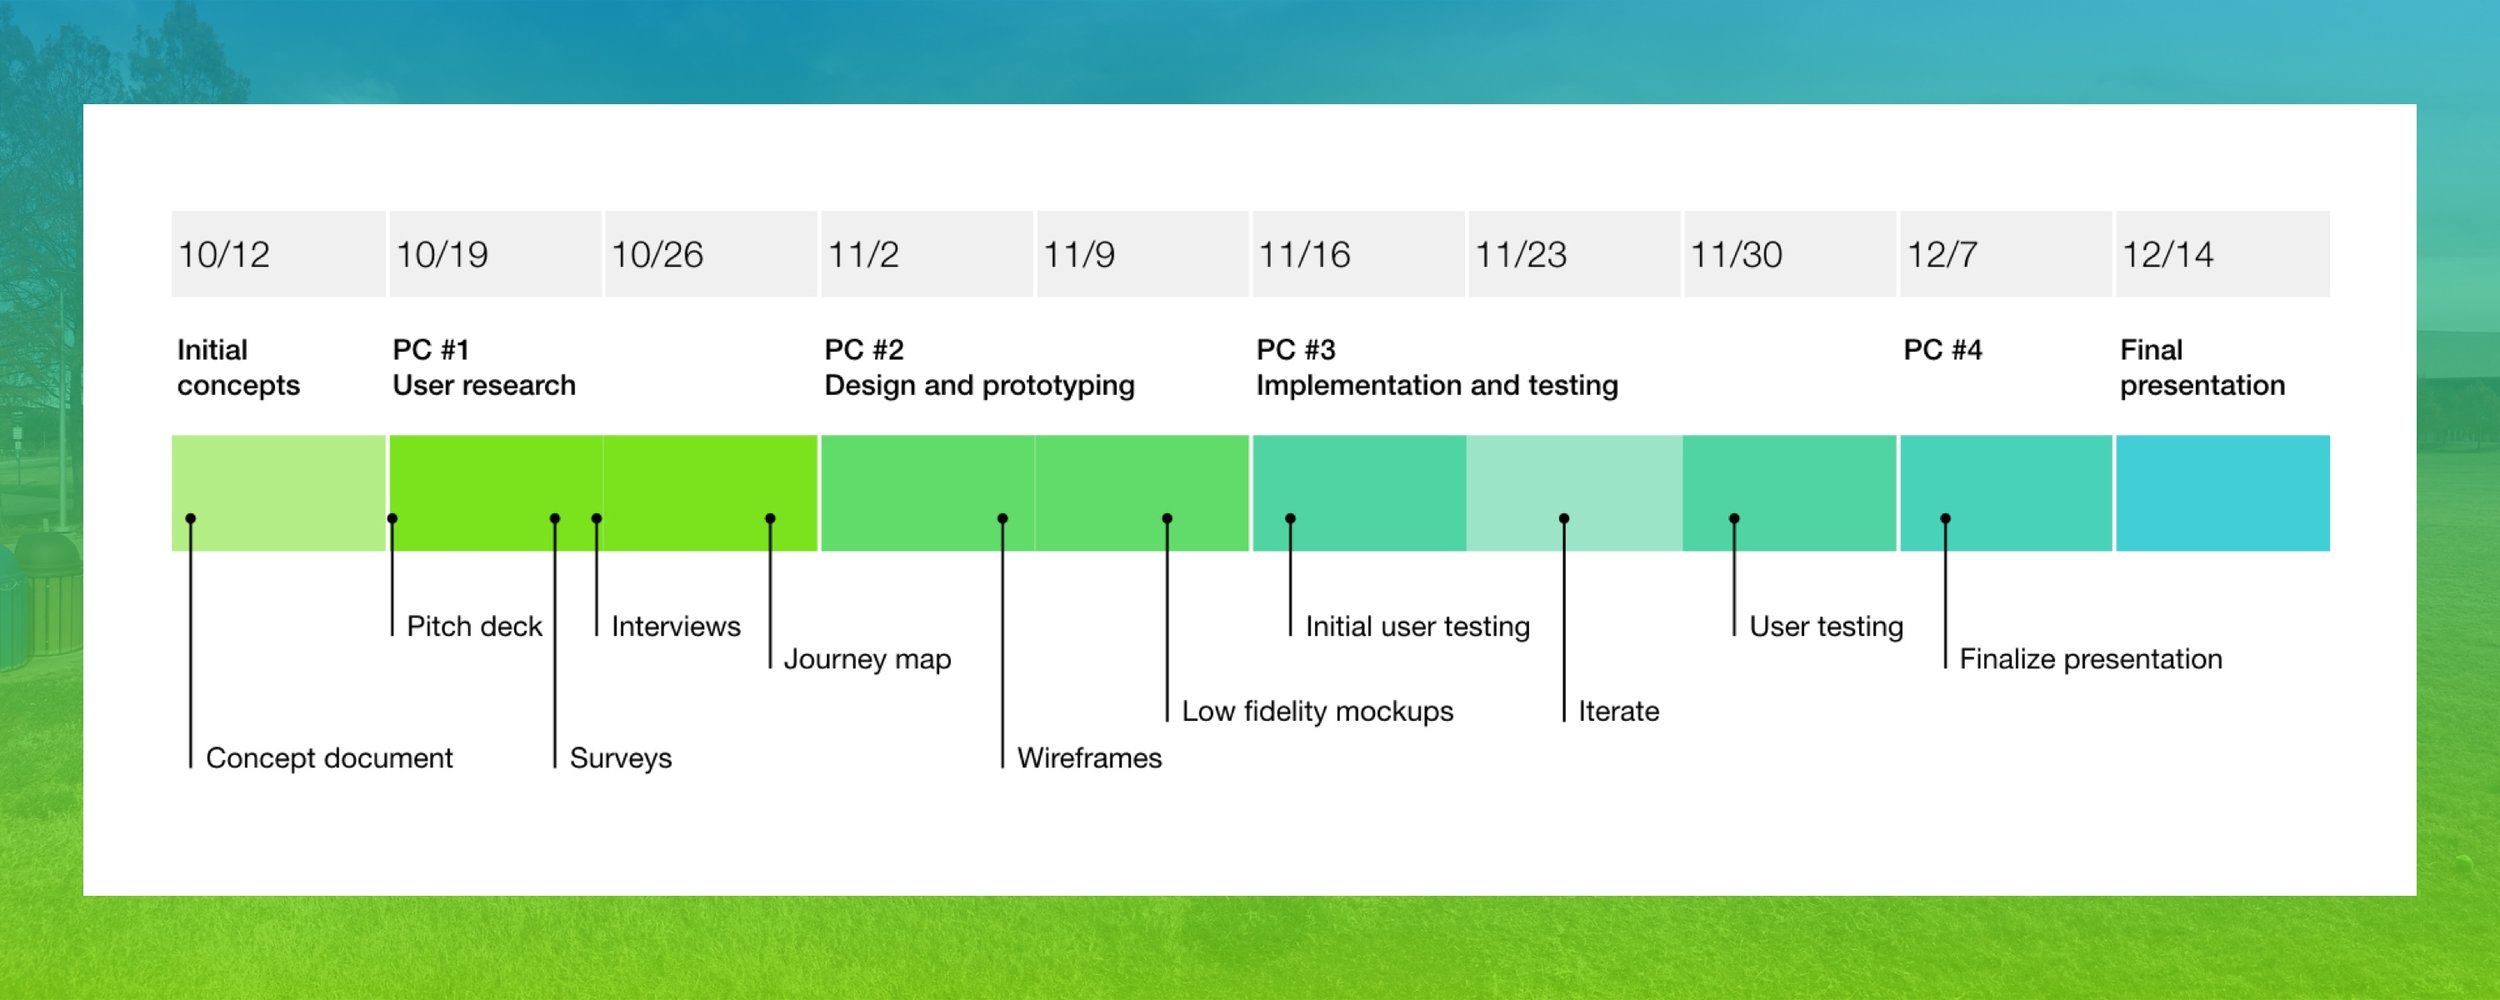 10/12
10/19
10/26
11/2
11/9
11/16
11/23
11/30
12/7
12/14
Initial
concepts
PC #1
User research
PC #2
Design and prototyping
PC #3
Implementation and testing
PC #4
Final
presentation
Pitch deck
Interviews
Initial user testing
User testing
Journey map
Finalize presentation
Low fidelity mockups
Iterate
Concept document
Surveys
Wireframes